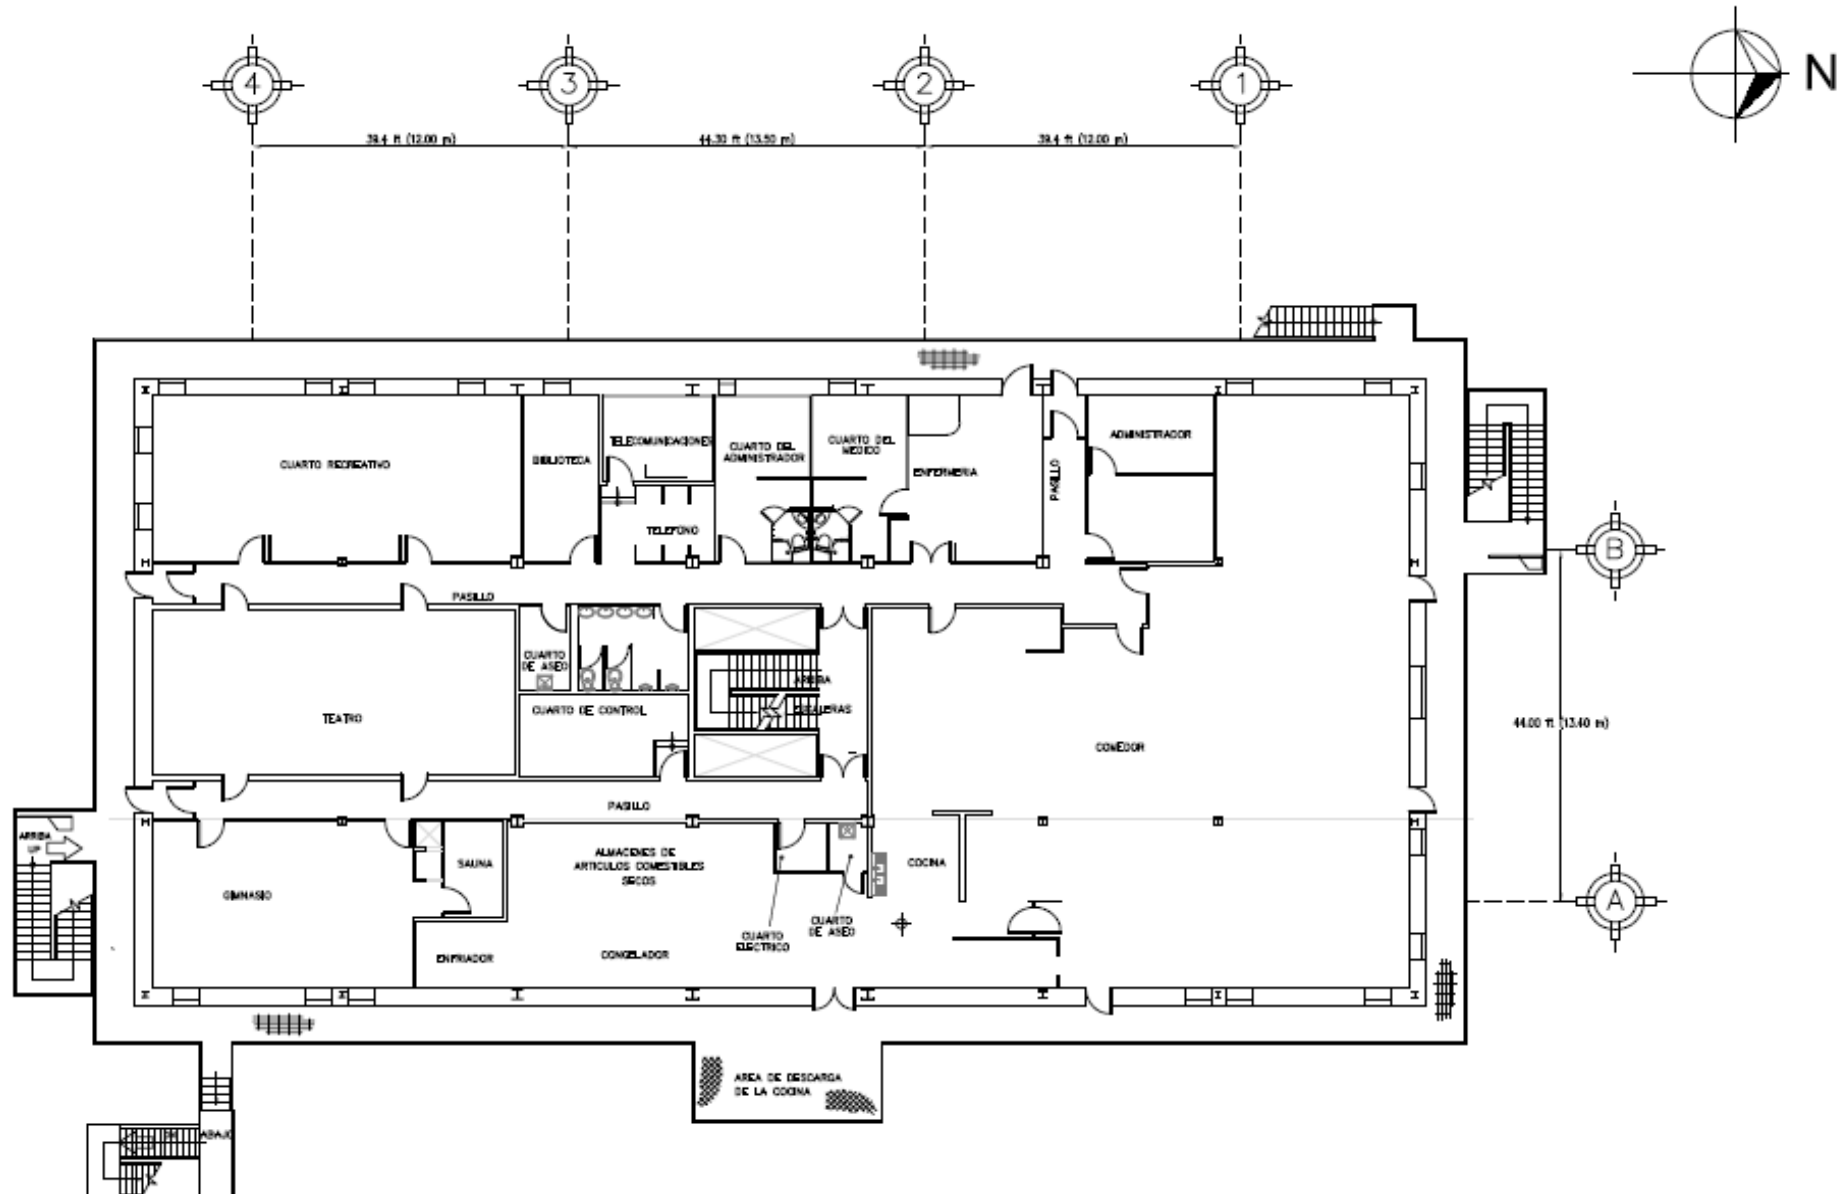 N
4
3
2
1
39.4 ft (12.00 m)
44.30 ft (13.50 m)
39.4 ft (12.00 m)
CUARTO RECREATIVO
BIBLIOTECA
TELECOMUNICACIONES
CUARTO DEL
ADMINISTRADOR
CUARTO DEL
MEDICO
ENFERMERIA
PASILLO
ADMINISTRADOR
TELEFONO
B
PASILLO
CUARTO
DE ASEO
CUARTO DE CONTROL
ARRIBA
ESCALERAS
TEATRO
COMEDOR
44.00 ft (13.40 m)
PASILLO
ARRIBA
UP
GIMNASIO
SAUNA
ALMACENES DE
ARTICULOS COMESTIBLES
SECOS
COCINA
A
ENFRIADOR
CONGELADOR
CUARTO
ELECTRICO
CUARTO
DE ASEO
AREA DE DESCARGA
DE LA COCINA
DN
ABAJO